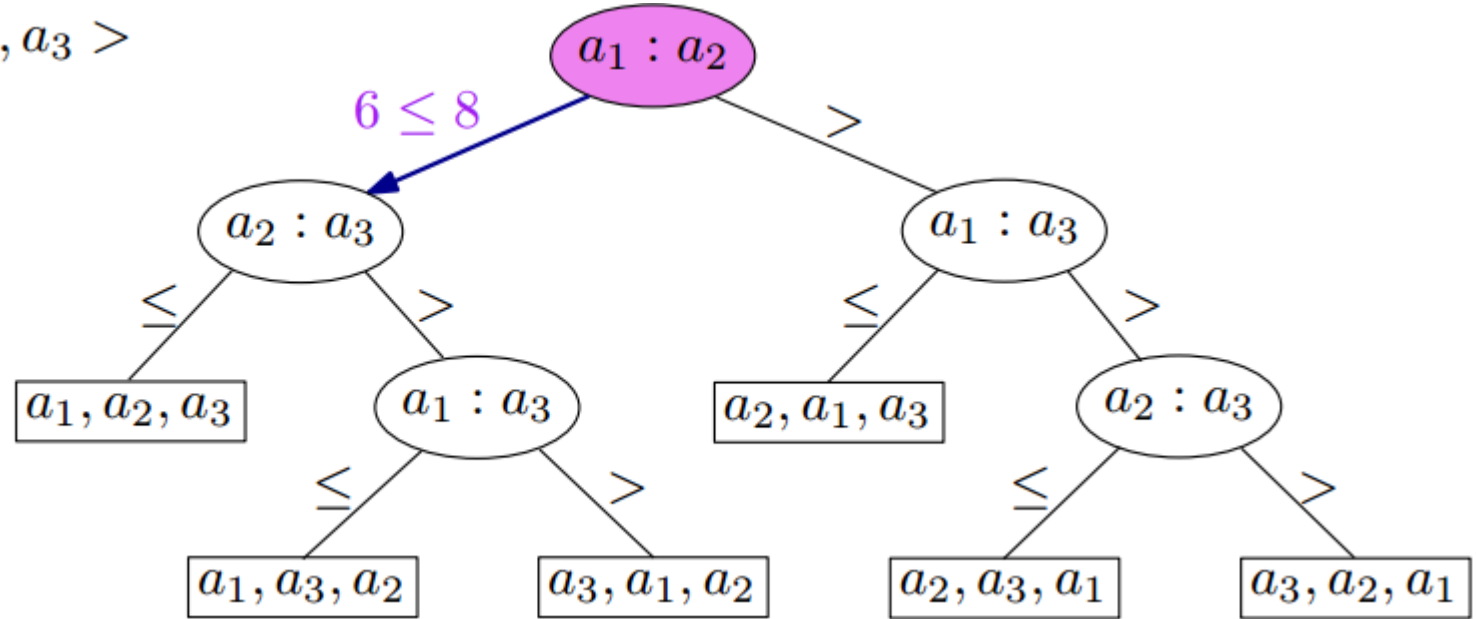 , a₃ >
a₁ : a₂
6 ≤ 8
>
a₂ : a₃
a₁ : a₃
≤
>
≤
>
a₁, a₂, a₃
a₁ : a₃
a₂, a₁, a₃
a₂ : a₃
≤
>
≤
>
a₁, a₃, a₂
a₃, a₁, a₂
a₂, a₃, a₁
a₃, a₂, a₁